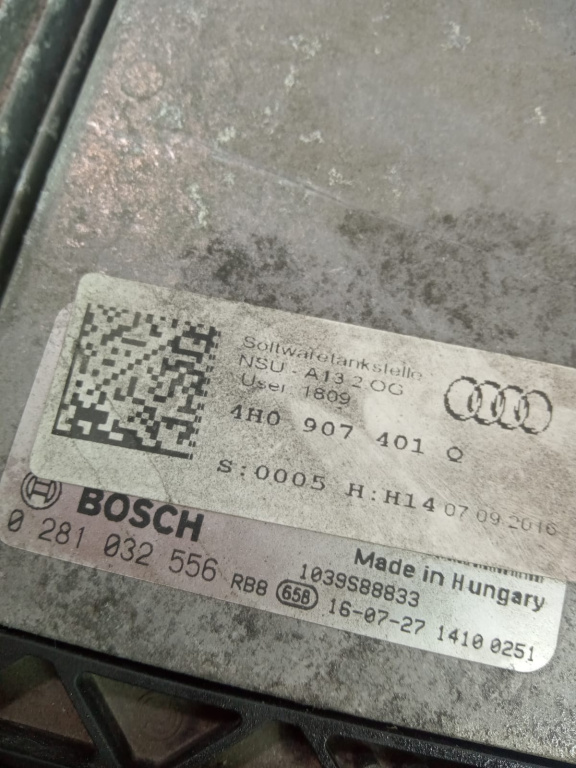 Softwaretankstelle
NSU - A13 2.OG
User 1809
4H0 907 401 Q
S:0005 H:H14 07 09 2016
BOSCH
0 281 032 556
Made in Hungary
1039S88833
RB8 658 16-07-27 1410 0251